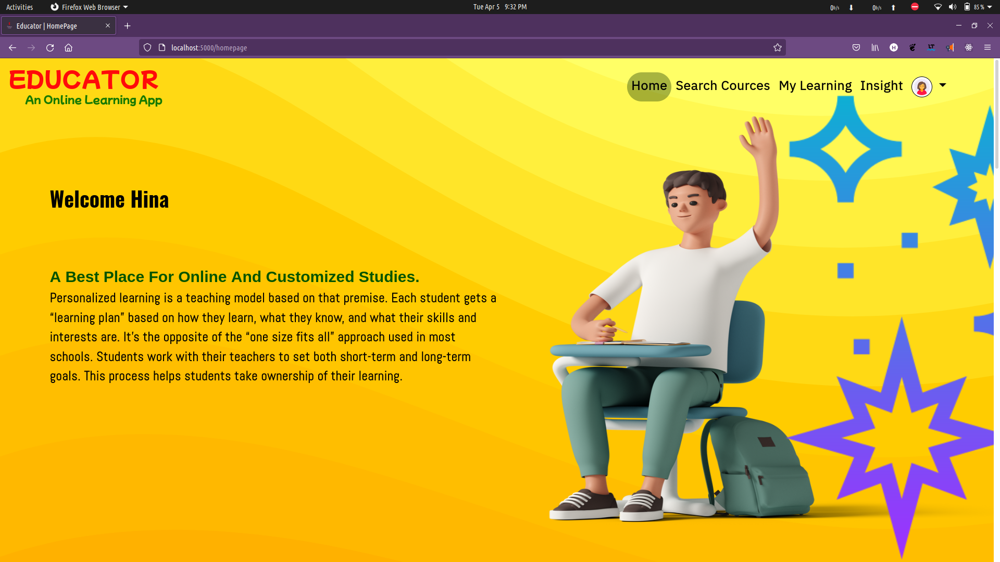 Activities Firefox Web Browser Tue Apr 5 9:32 PM 0b/s 0b/s 85 %
Educator | HomePage
localhost:5000/homepage H LT
EDUCATOR
An Online Learning App
Home Search Cources My Learning Insight
Welcome Hina
A Best Place For Online And Customized Studies.
Personalized learning is a teaching model based on that premise. Each student gets a
“learning plan” based on how they learn, what they know, and what their skills and
interests are. It’s the opposite of the “one size fits all” approach used in most
schools. Students work with their teachers to set both short-term and long-term
goals. This process helps students take ownership of their learning.